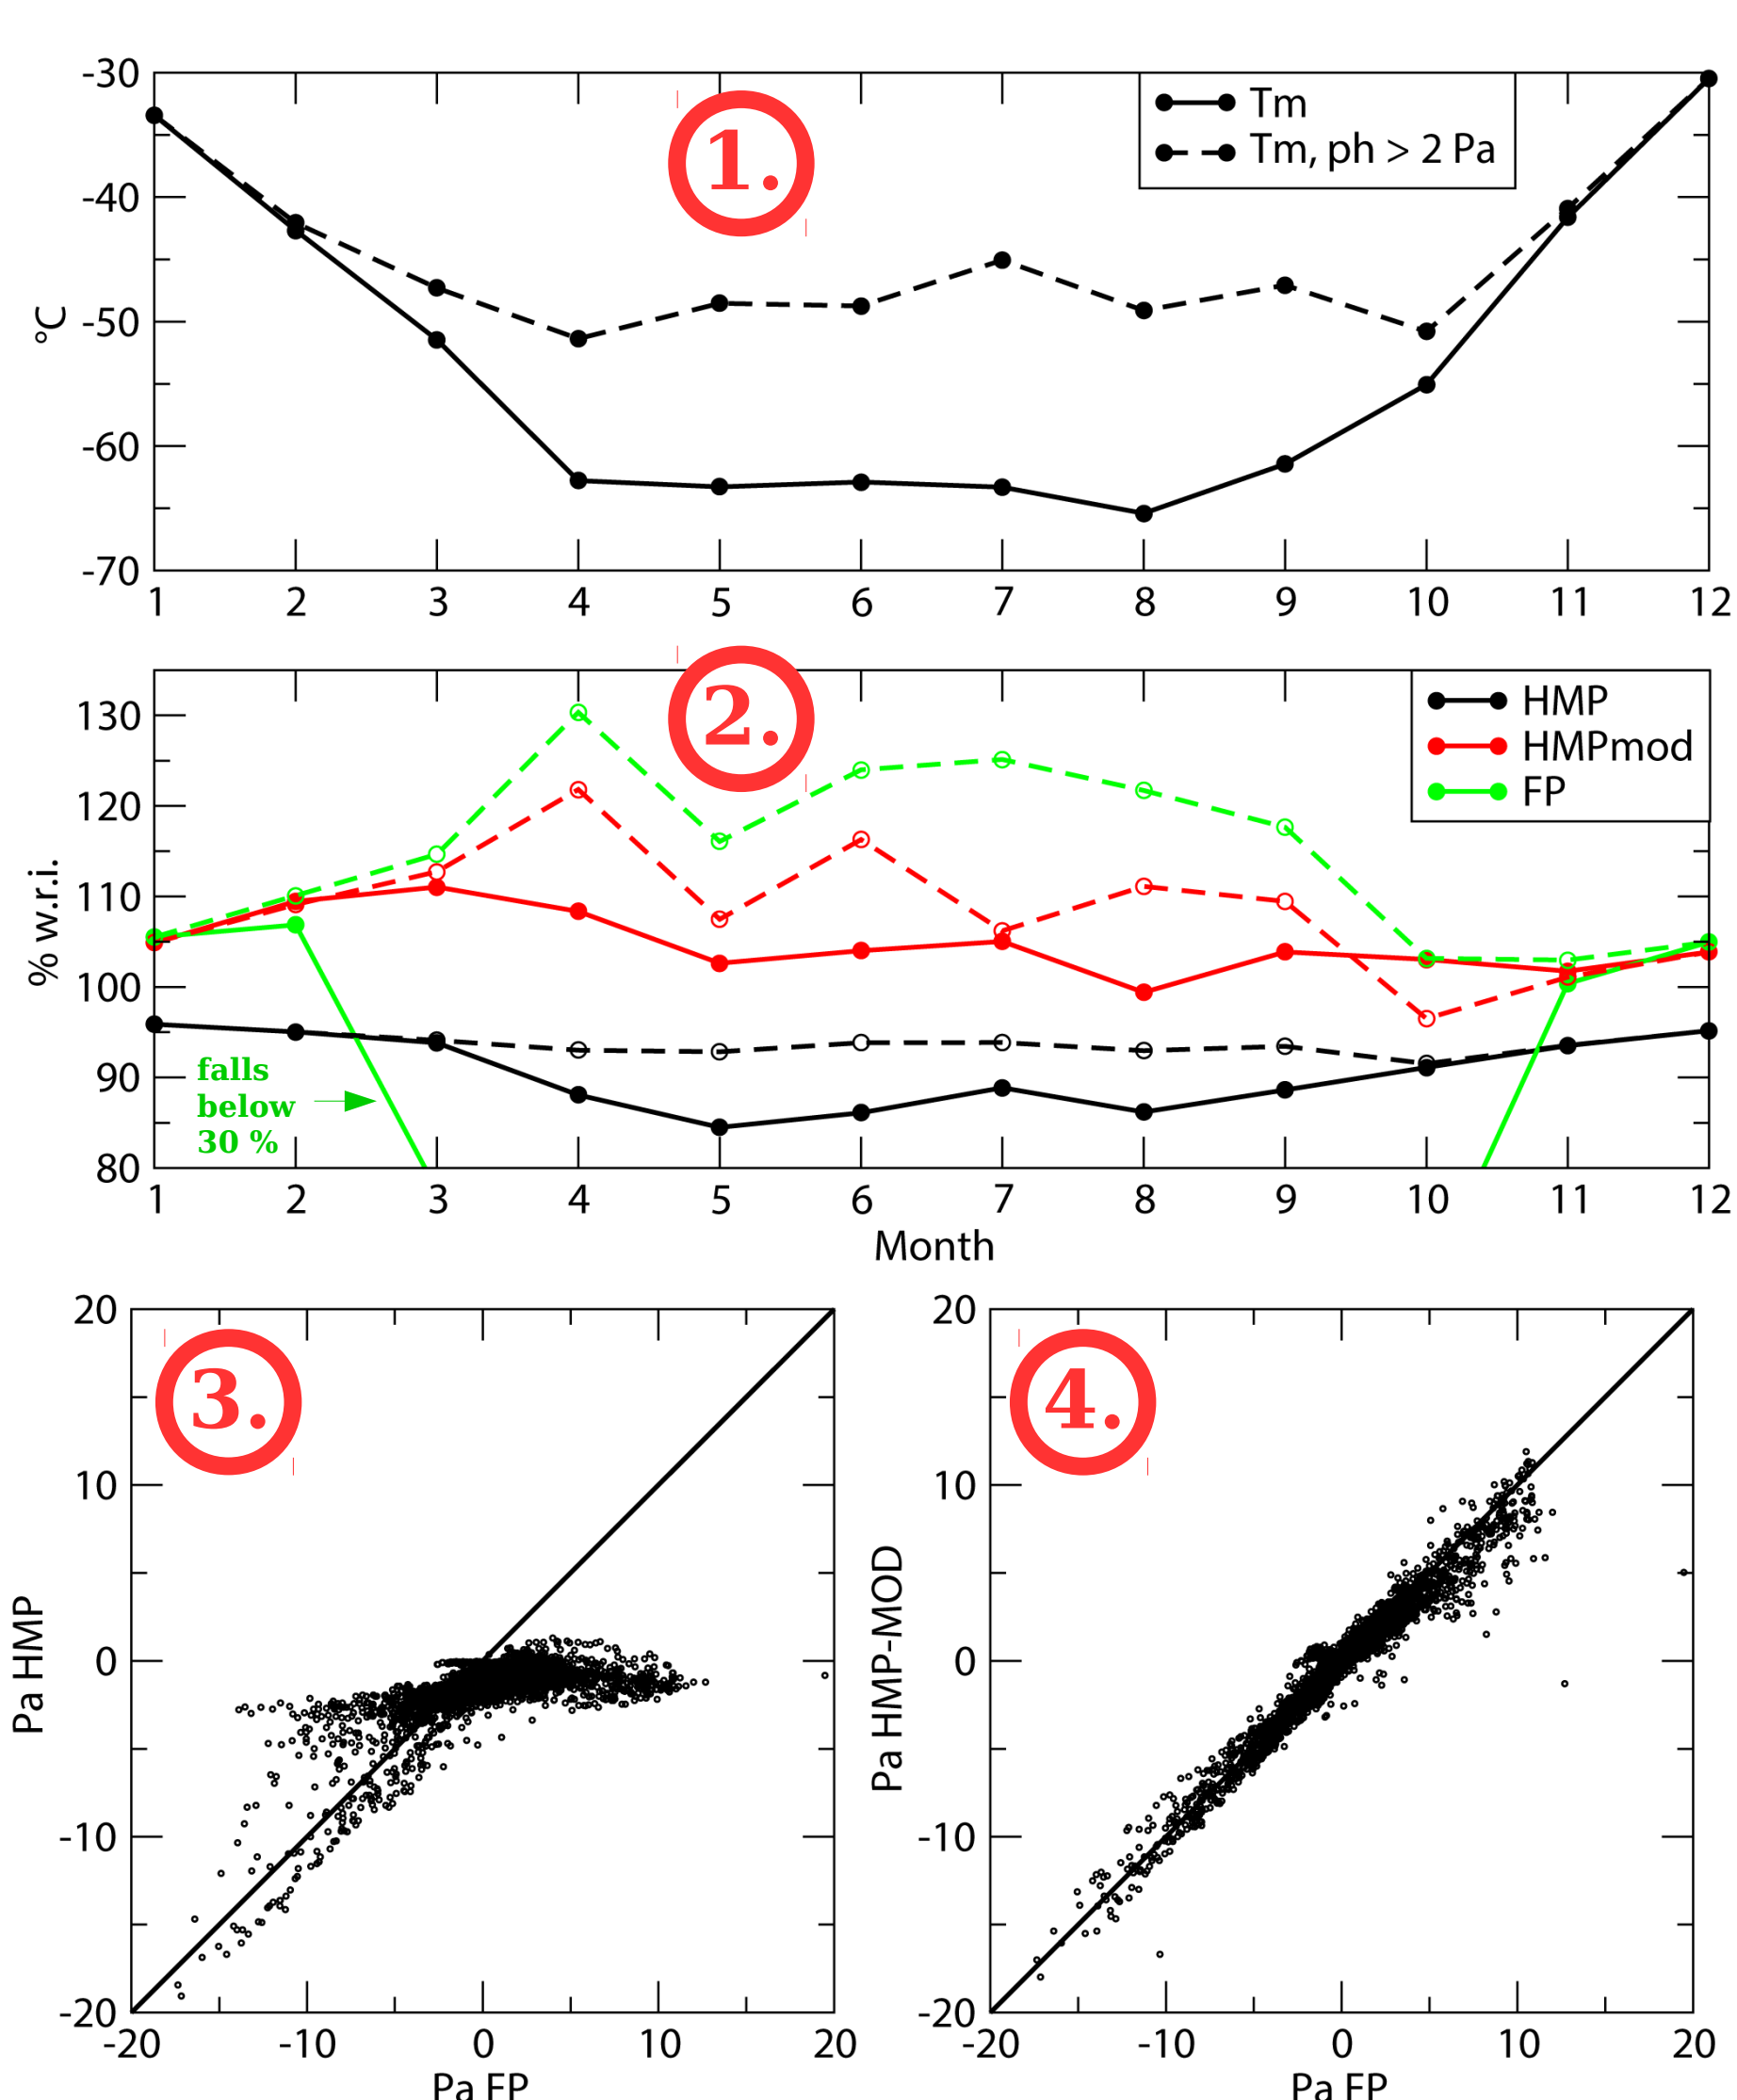 -30
-40
-50
-60
-70
°C
1.
Tm
Tm, ph > 2 Pa
1 2 3 4 5 6 7 8 9 10 11 12
130
120
110
100
90
80
% w.r.i.
2.
HMP
HMPmod
FP
falls
below
30 %
1 2 3 4 5 6 7 8 9 10 11 12
Month
20
10
0
-10
-20
Pa HMP
3.
-20 -10 0 10 20
Pa FP
20
10
0
-10
-20
Pa HMP-MOD
4.
-20 -10 0 10 20
Pa FP